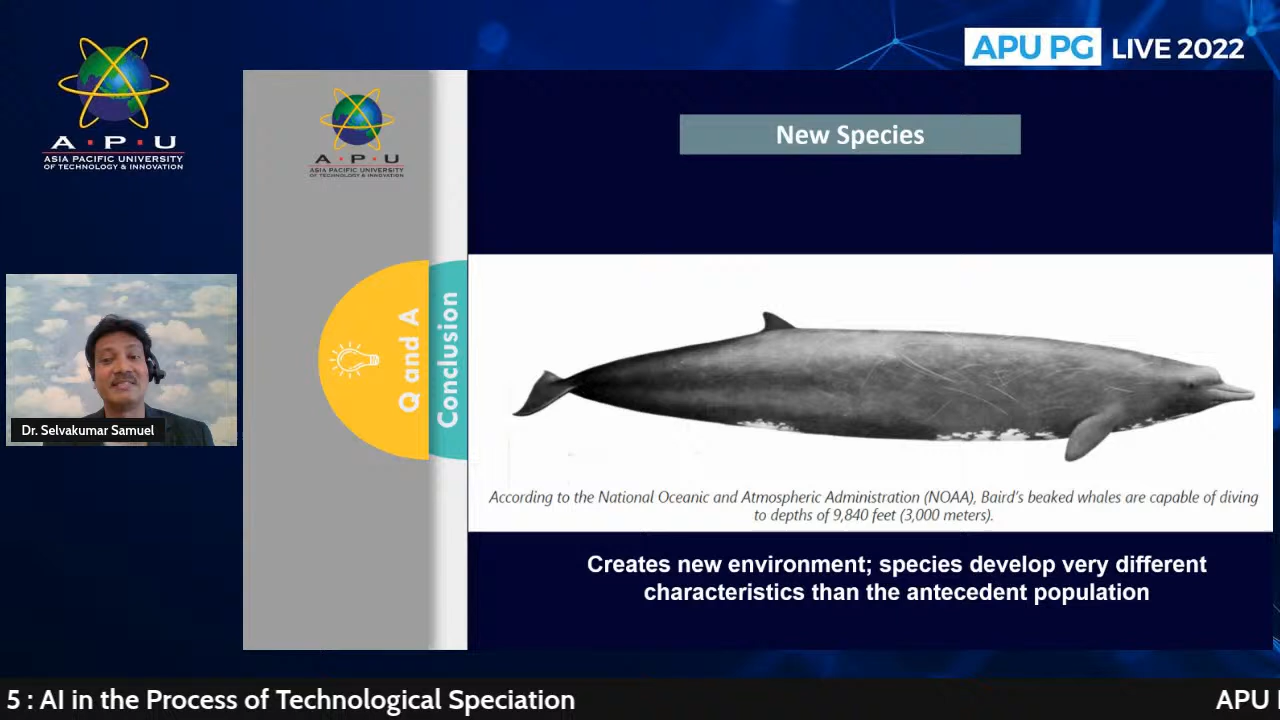 APU PG LIVE 2022
A·P·U
ASIA PACIFIC UNIVERSITY
OF TECHNOLOGY & INNOVATION
A·P·U
ASIA PACIFIC UNIVERSITY
OF TECHNOLOGY & INNOVATION
New Species
Q and A
Conclusion
Dr. Selvakumar Samuel
According to the National Oceanic and Atmospheric Administration (NOAA), Baird's beaked whales are capable of diving
to depths of 9,840 feet (3,000 meters).
Creates new environment; species develop very different
characteristics than the antecedent population
5 : AI in the Process of Technological Speciation
APU